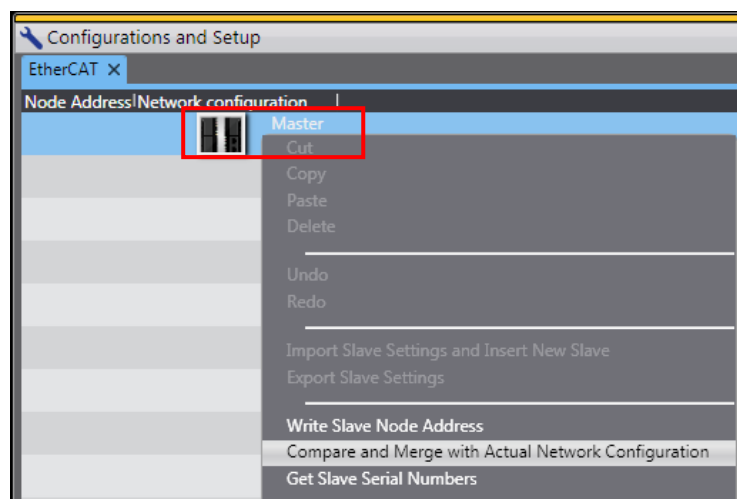 Configurations and Setup
EtherCAT ×
Node Address Network configuration
Master
Cut
Copy
Paste
Delete
Undo
Redo
Import Slave Settings and Insert New Slave
Export Slave Settings
Write Slave Node Address
Compare and Merge with Actual Network Configuration
Get Slave Serial Numbers